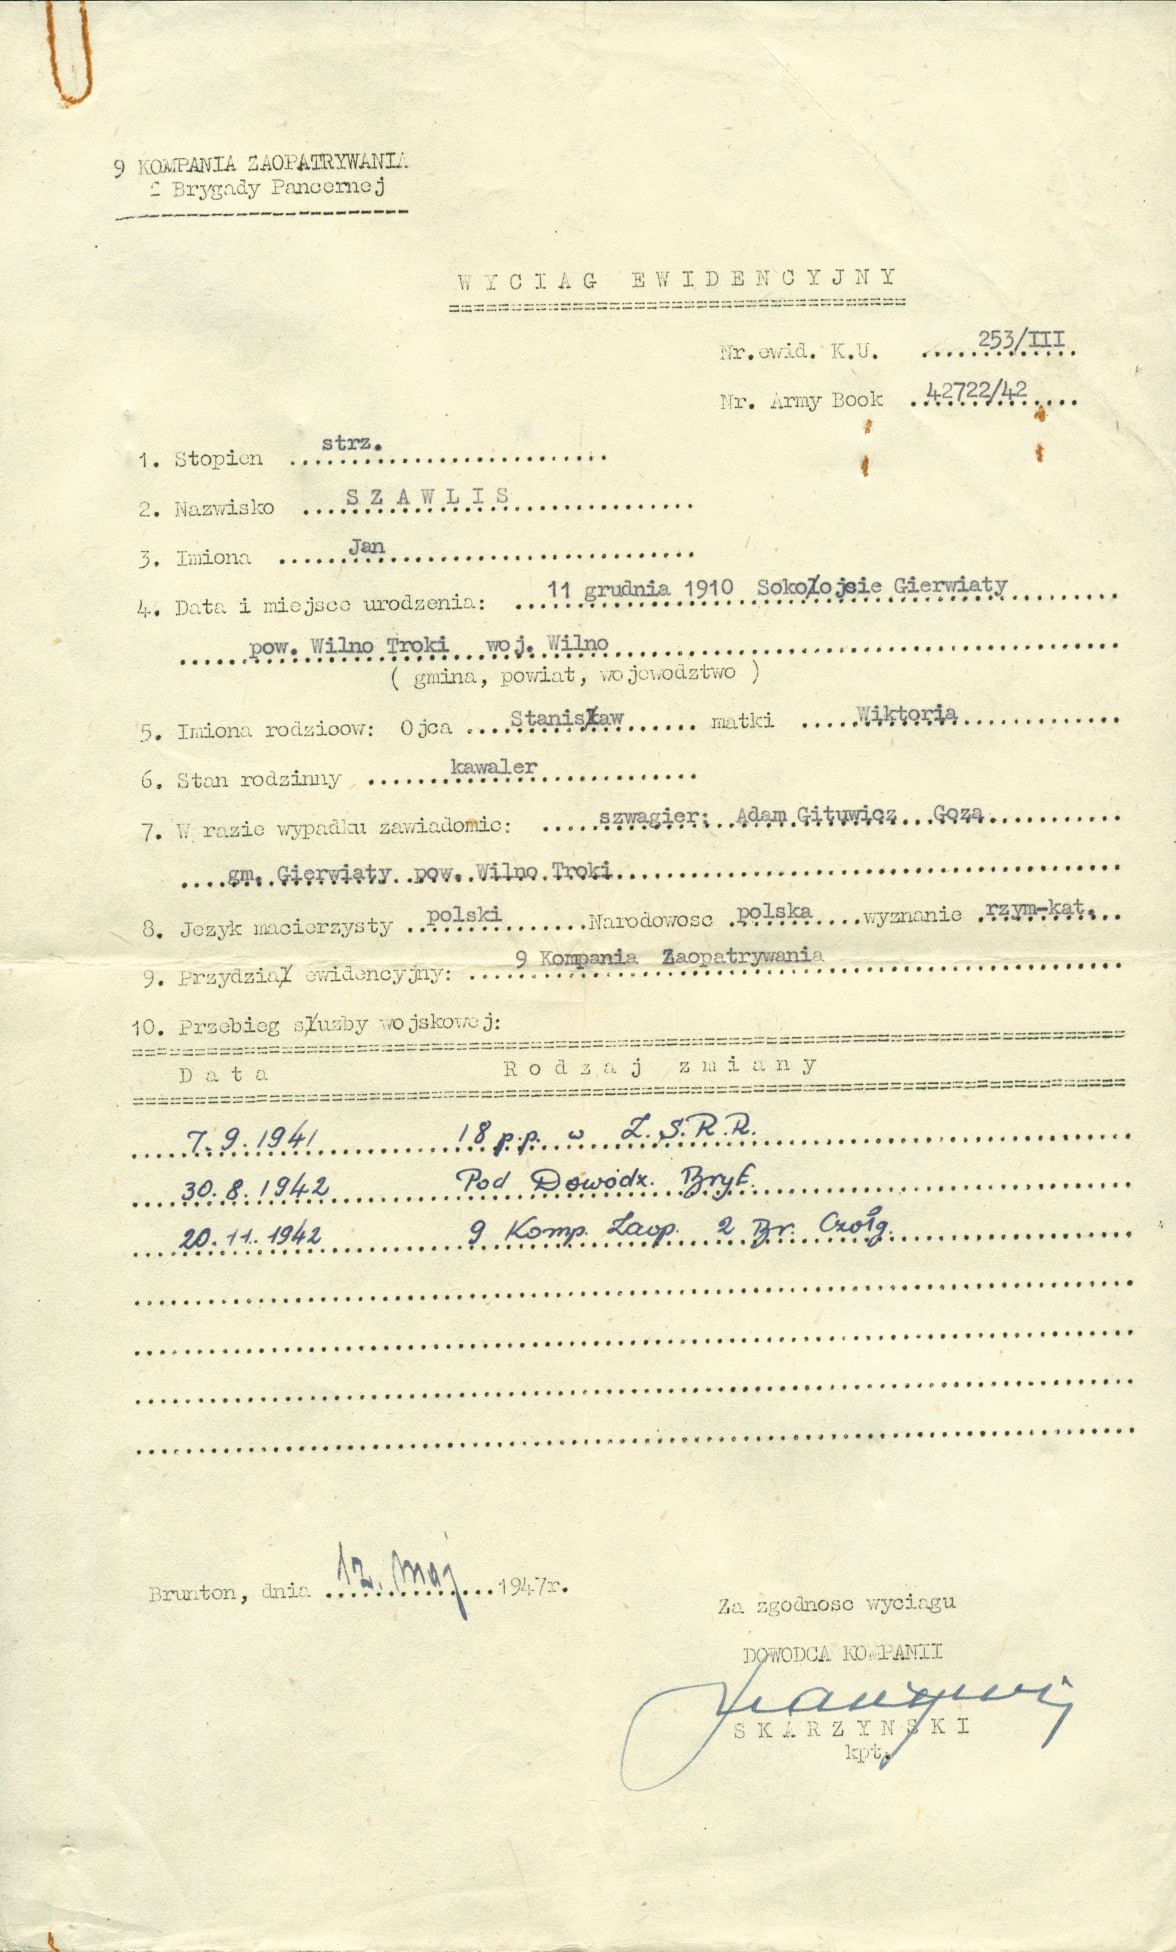 9 KOMPANIA ZAOPATRYWANIA
2 Brygady Pancernej
WYCIAG EWIDENCYJNY
Nr.ewid. K.U. 253/III
Nr. Army Book 42722/42
1. Stopien strz.
2. Nazwisko SZAWLIS
3. Imiona Jan
4. Data i miejsce urodzenia: 11 grudnia 1910 Sokołojcie Gierwiaty
pow. Wilno Troki woj. Wilno
( gmina, powiat, wojewodztwo )
5. Imiona rodzicow: Ojca Stanisław matki Wiktoria
6. Stan rodzinny kawaler
7. W razie wypadku zawiadomic: szwagier: Adam Gituwicz Goza
gm. Gierwiaty pow. Wilno Troki
8. Jezyk macierzysty polski Narodowosc polska wyznanie rzym-kat.
9. Przydział ewidencyjny: 9 Kompania Zaopatrywania
10. Przebieg służby wojskowej:
Data Rodzaj zmiany
7.9.1941 18 p.p. w Z.S.R.R.
30.8.1942 Pod Dowódz. Bryt.
20.11.1942 9 Komp. Zaop. 2 Br. Czołg.
Brunton, dnia 12. maj 1947r.
Za zgodnosc wyciagu
DOWODCA KOMPANII
SKARZYNSKI
kpt.